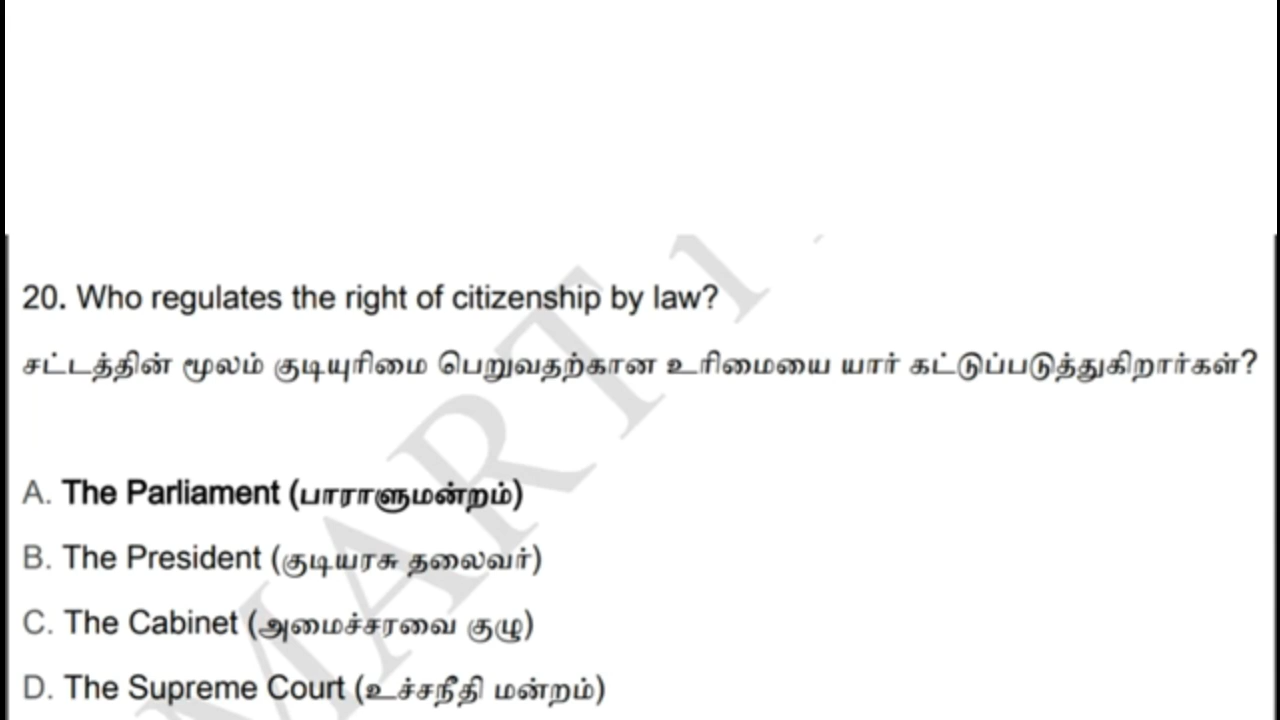 20. Who regulates the right of citizenship by law?
சட்டத்தின் மூலம் குடியுரிமை பெறுவதற்கான உரிமையை யார் கட்டுப்படுத்துகிறார்கள்?
A. The Parliament (பாராளுமன்றம்)
B. The President (குடியரசு தலைவர்)
C. The Cabinet (அமைச்சரவை குழு)
D. The Supreme Court (உச்சநீதி மன்றம்)